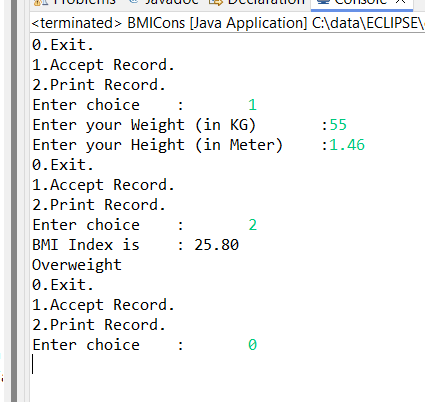 Problems Javadoc Declaration Console
<terminated> BMICons [Java Application] C:\data\ECLIPSE\
0.Exit.
1.Accept Record.
2.Print Record.
Enter choice    :       1
Enter your Weight (in KG)       :55
Enter your Height (in Meter)    :1.46
0.Exit.
1.Accept Record.
2.Print Record.
Enter choice    :       2
BMI Index is    : 25.80
Overweight
0.Exit.
1.Accept Record.
2.Print Record.
Enter choice    :       0